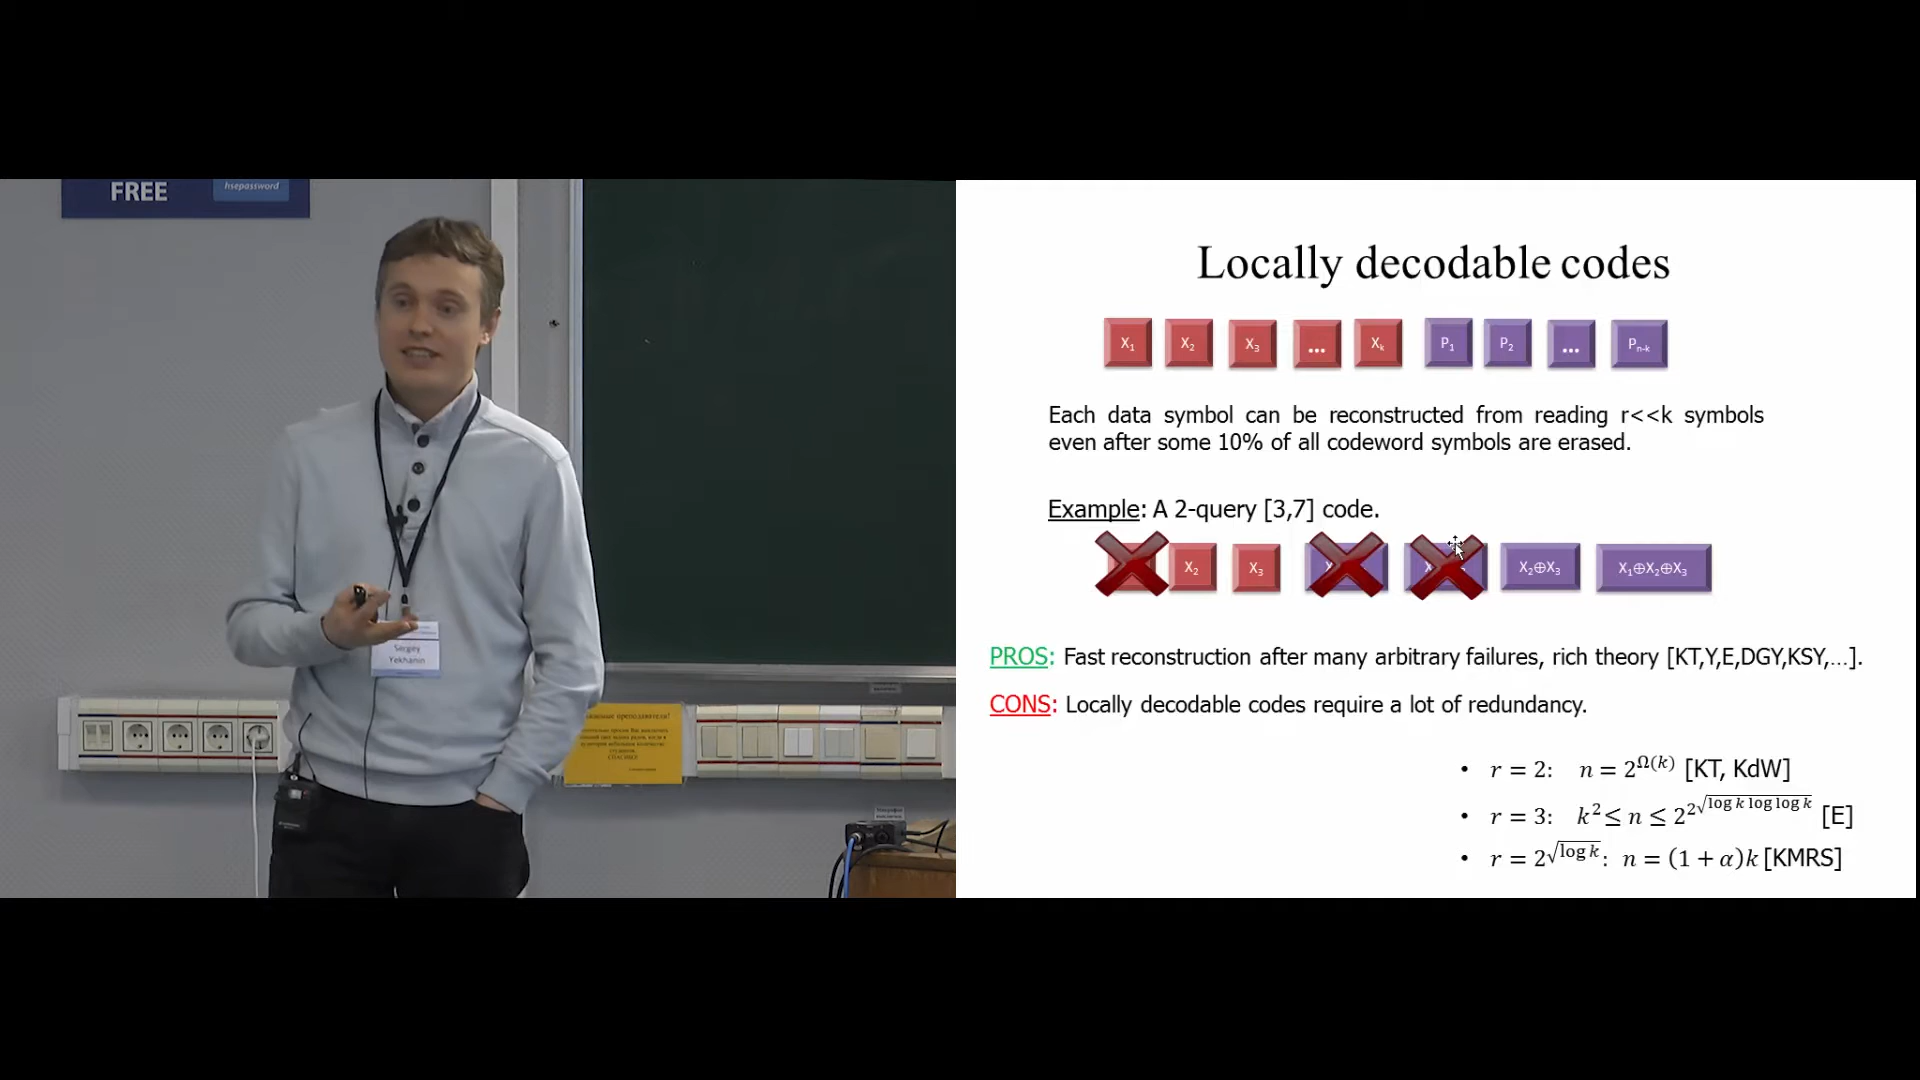 FREE
hsepassword
Sergey
Yekhanin
СПАСИБО!
Locally decodable codes
X₁ X₂ X₃ ... Xₖ P₁ P₂ ... Pₙ₋ₖ
Each data symbol can be reconstructed from reading r<<k symbols
even after some 10% of all codeword symbols are erased.
Example: A 2-query [3,7] code.
X₂ X₃ X₂⊕X₃ X₁⊕X₂⊕X₃
PROS: Fast reconstruction after many arbitrary failures, rich theory [KT,Y,E,DGY,KSY,...].
CONS: Locally decodable codes require a lot of redundancy.
• r = 2: n = 2^Ω(k) [KT, KdW]
• r = 3: k² ≤ n ≤ 2^2^√(log k log log k) [E]
• r = 2^√(log k): n = (1 + α)k [KMRS]